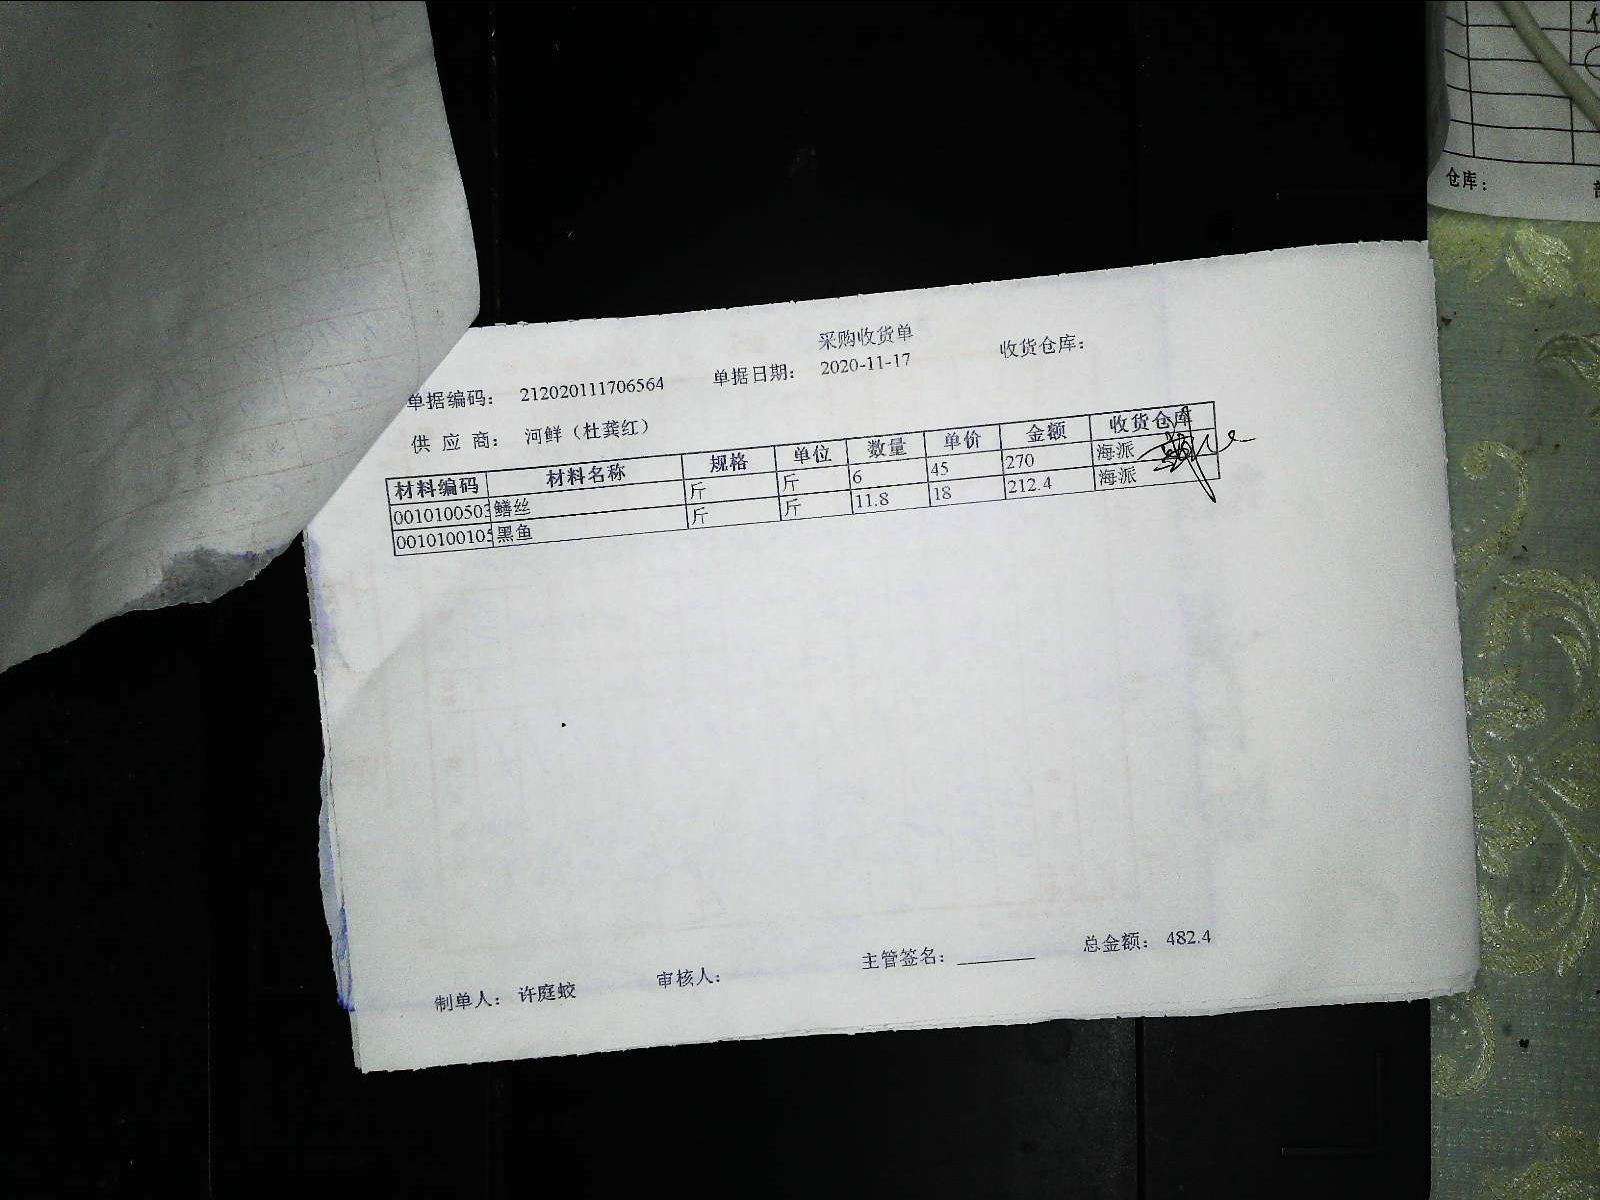 采购收货单
单据编码： 212020111706564 单据日期： 2020-11-17 收货仓库：
供 应 商： 河鲜（杜龚红）
材料编码 材料名称 规格 单位 数量 单价 金额 收货仓库
0010100503 鳝丝 斤 斤 6 45 270 海派
0010100105 黑鱼 斤 斤 11.8 18 212.4 海派
制单人： 许庭蛟 审核人： 主管签名： 总金额： 482.4
仓库：